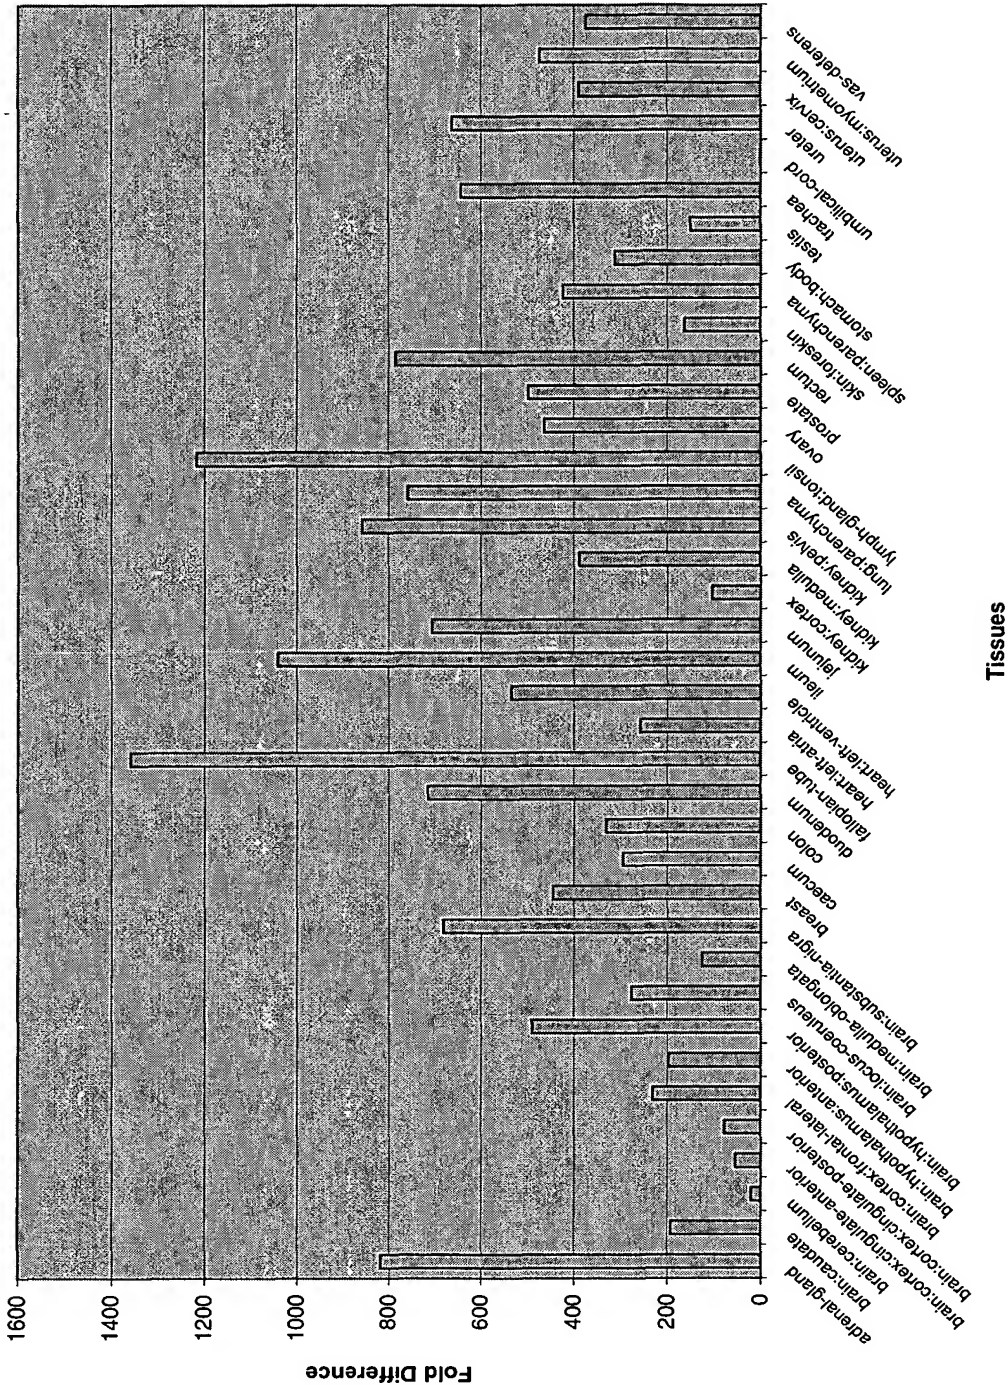 Fold Difference
1600
1400
1200
1000
800
600
400
200
0
adrenal-gland
brain:caudate
brain:cerebellum
brain:cortex:cingulate-anterior
brain:cortex:cingulate-posterior
brain:cortex:frontal-lateral
brain:hypothalamus:anterior
brain:hypothalamus:posterior
brain:locus-coeruleus
brain:medulla-oblongata
brain:substantia-nigra
breast
caecum
colon
duodenum
fallopian-tube
heart:left-atria
heart:left-ventricle
ileum
jejunum
kidney:cortex
kidney:medulla
kidney:pelvis
lung:parenchyma
lymph-gland:tonsil
ovary
prostate
rectum
skin:foreskin
spleen:parenchyma
stomach:body
testis
trachea
umbilical-cord
ureter
uterus:cervix
uterus:myometrium
vas-deferens
Tissues